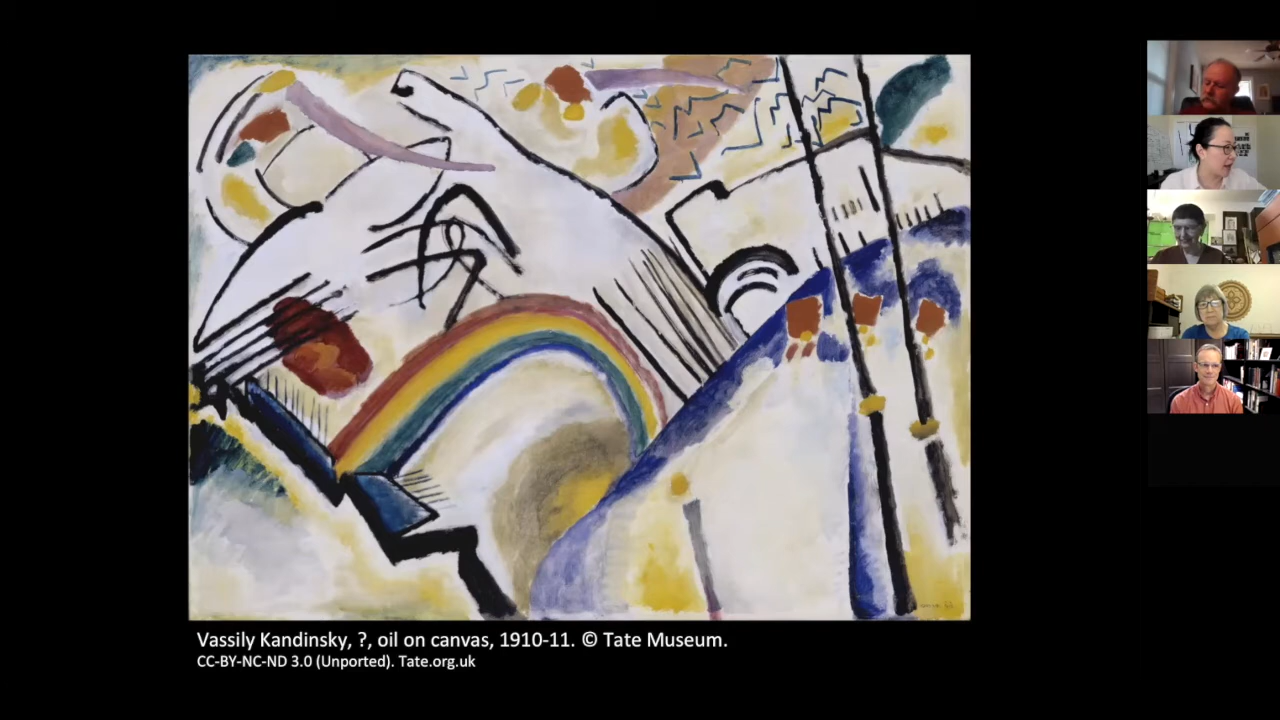 Vassily Kandinsky, ?, oil on canvas, 1910-11. © Tate Museum.
CC-BY-NC-ND 3.0 (Unported). Tate.org.uk